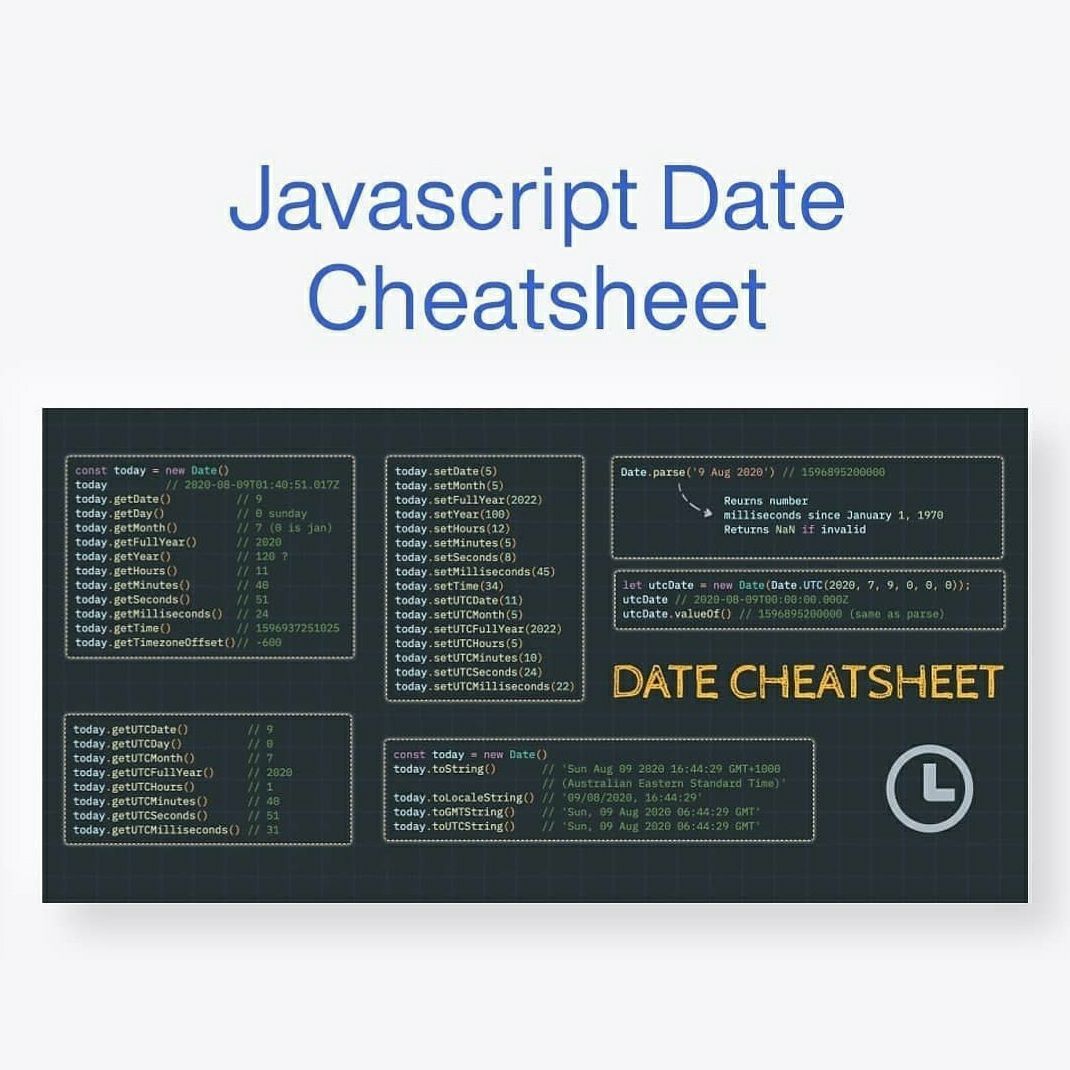 Javascript Date
Cheatsheet
const today = new Date()
today // 2020-08-09T01:40:51.017Z
today.getDate() // 9
today.getDay() // 0 sunday
today.getMonth() // 7 (0 is jan)
today.getFullYear() // 2020
today.getYear() // 120 ?
today.getHours() // 11
today.getMinutes() // 40
today.getSeconds() // 51
today.getMilliseconds() // 24
today.getTime() // 1596937251025
today.getTimezoneOffset()// -600
today.getUTCDate() // 9
today.getUTCDay() // 0
today.getUTCMonth() // 7
today.getUTCFullYear() // 2020
today.getUTCHours() // 1
today.getUTCMinutes() // 40
today.getUTCSeconds() // 51
today.getUTCMilliseconds() // 31
today.setDate(5)
today.setMonth(5)
today.setFullYear(2022)
today.setYear(100)
today.setHours(12)
today.setMinutes(5)
today.setSeconds(8)
today.setMilliseconds(45)
today.setTime(34)
today.setUTCDate(11)
today.setUTCMonth(5)
today.setUTCFullYear(2022)
today.setUTCHours(5)
today.setUTCMinutes(10)
today.setUTCSeconds(24)
today.setUTCMilliseconds(22)
const today = new Date()
today.toString() // 'Sun Aug 09 2020 16:44:29 GMT+1000
// (Australian Eastern Standard Time)'
today.toLocaleString() // '09/08/2020, 16:44:29'
today.toGMTString() // 'Sun, 09 Aug 2020 06:44:29 GMT'
today.toUTCString() // 'Sun, 09 Aug 2020 06:44:29 GMT'
Date.parse('9 Aug 2020') // 1596895200000
Reurns number
milliseconds since January 1, 1970
Returns NaN if invalid
let utcDate = new Date(Date.UTC(2020, 7, 9, 0, 0, 0));
utcDate // 2020-08-09T00:00:00.000Z
utcDate.valueOf() // 1596895200000 (same as parse)
DATE CHEATSHEET